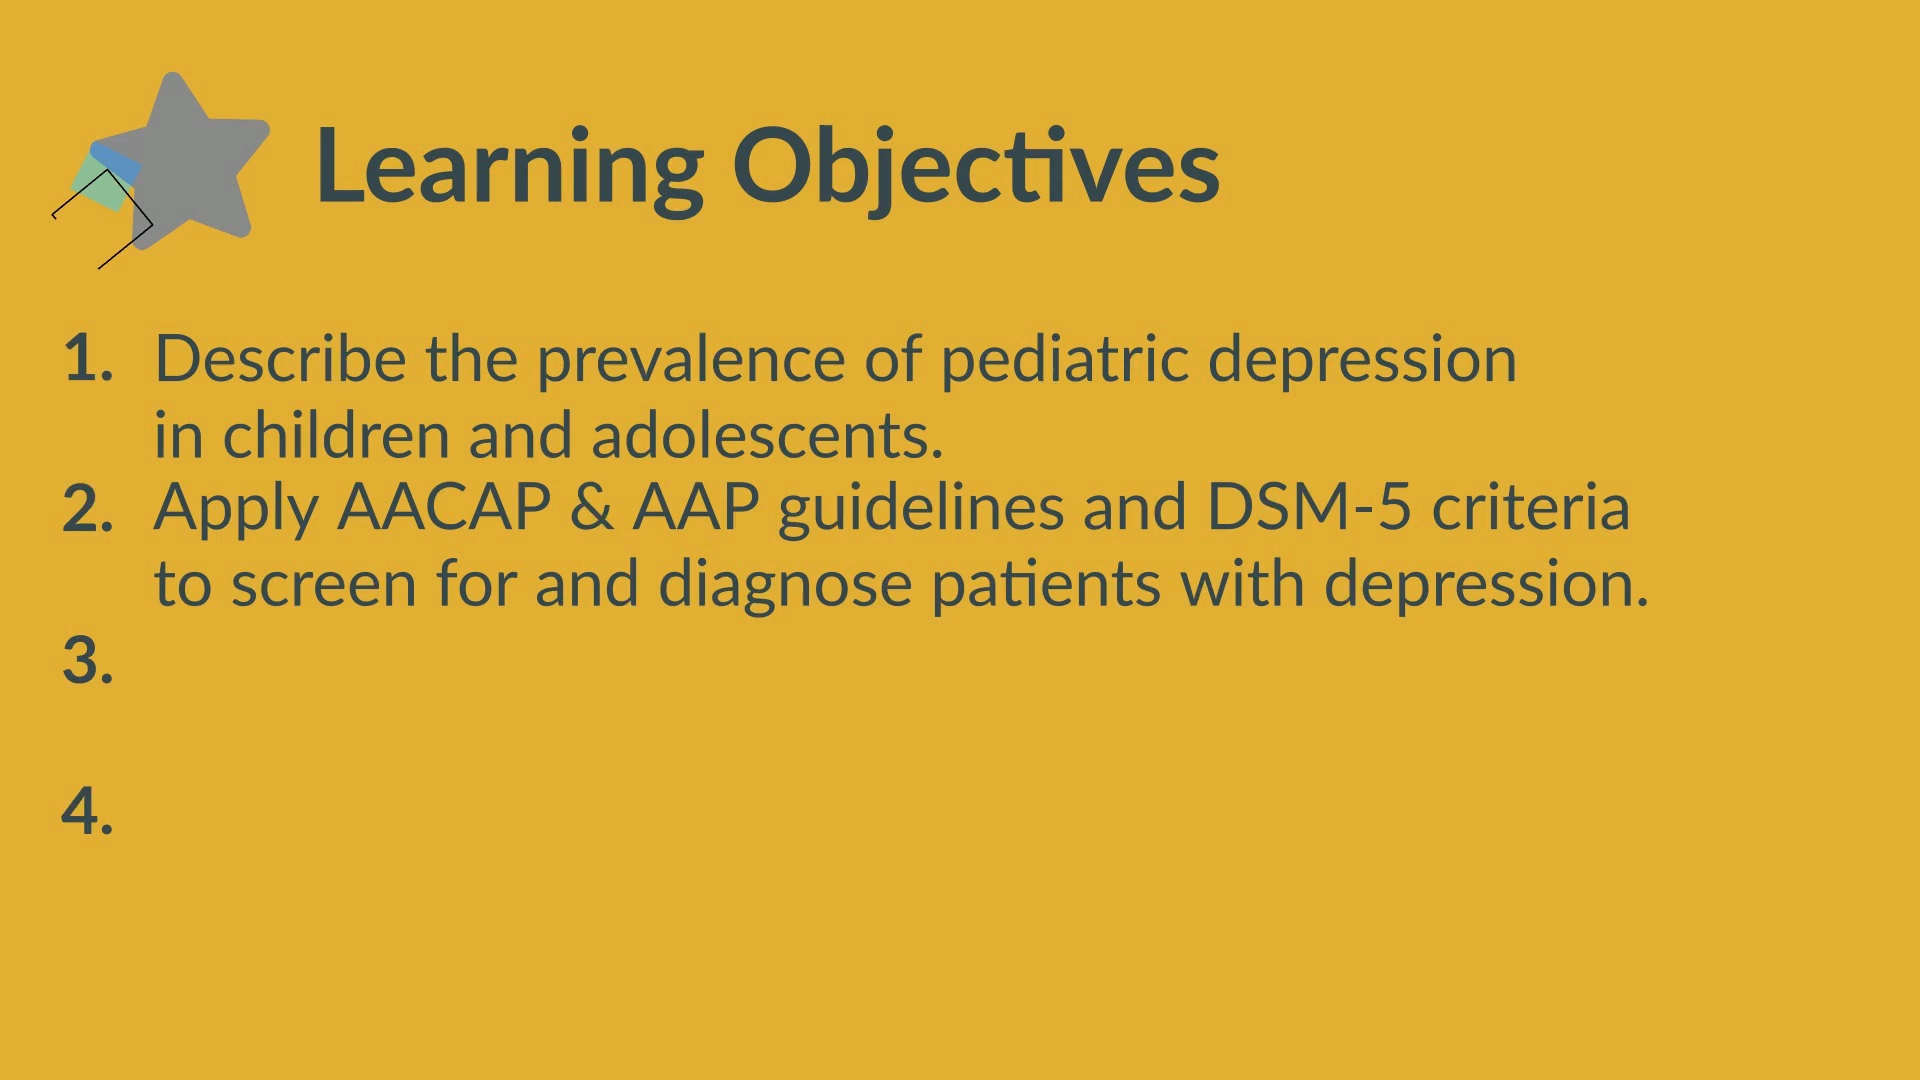 Learning Objectives
1. Describe the prevalence of pediatric depression
in children and adolescents.
2. Apply AACAP & AAP guidelines and DSM-5 criteria
to screen for and diagnose patients with depression.
3.
4.